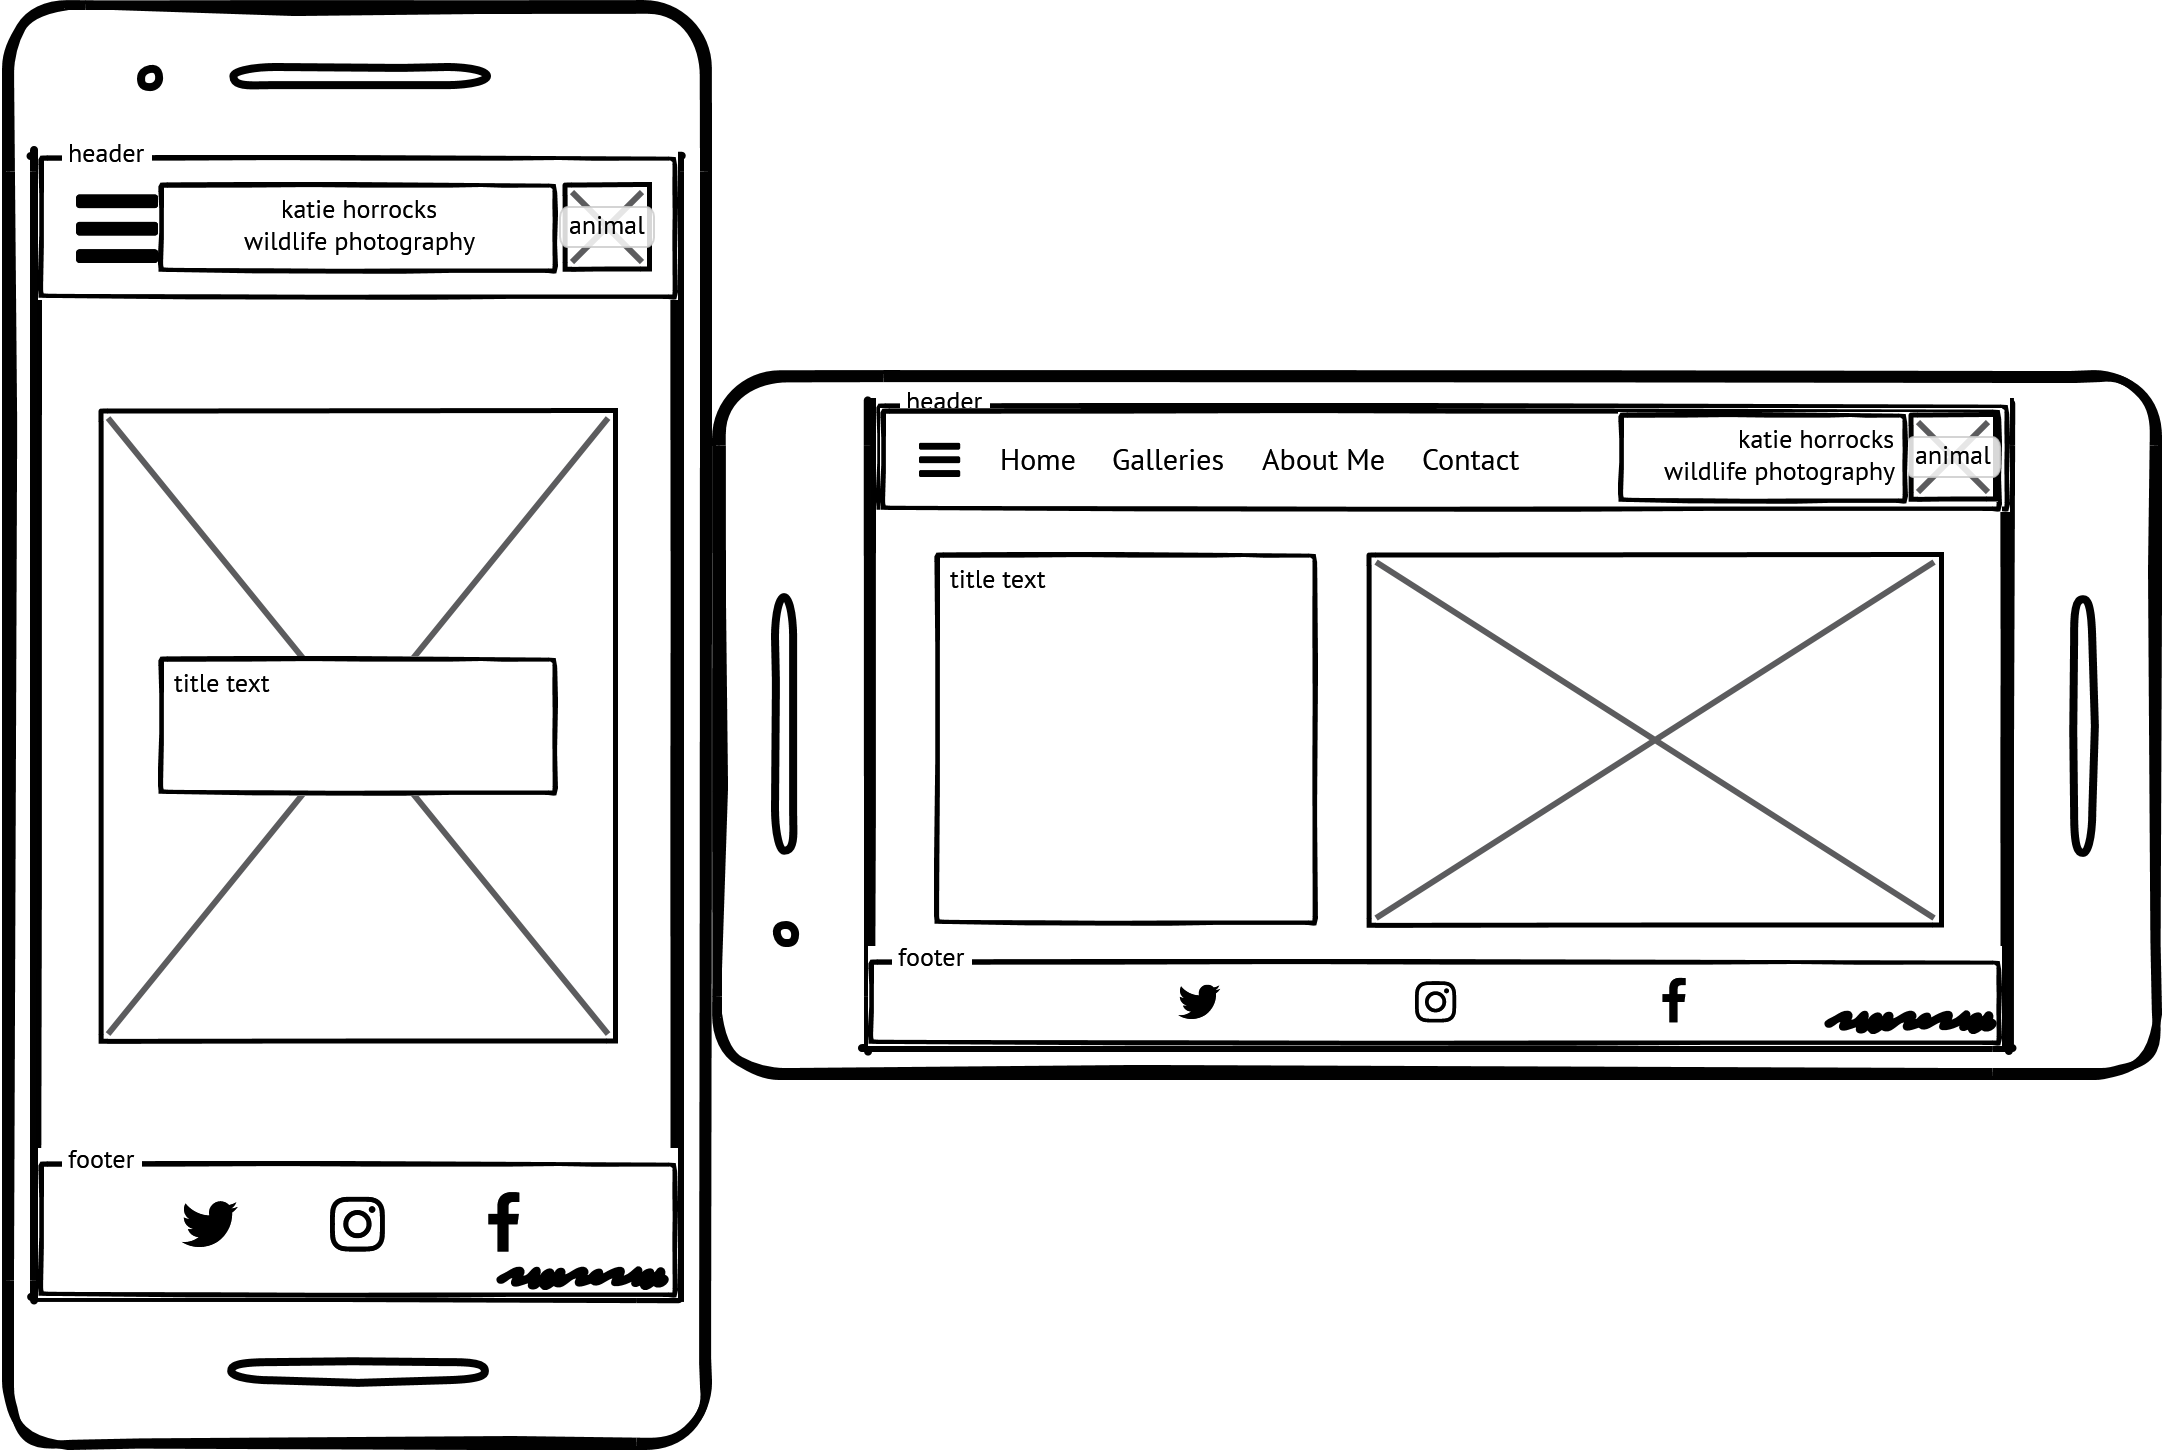 header
katie horrocks
wildlife photography
animal
title text
footer
header
Home Galleries About Me Contact
katie horrocks
wildlife photography
animal
title text
footer